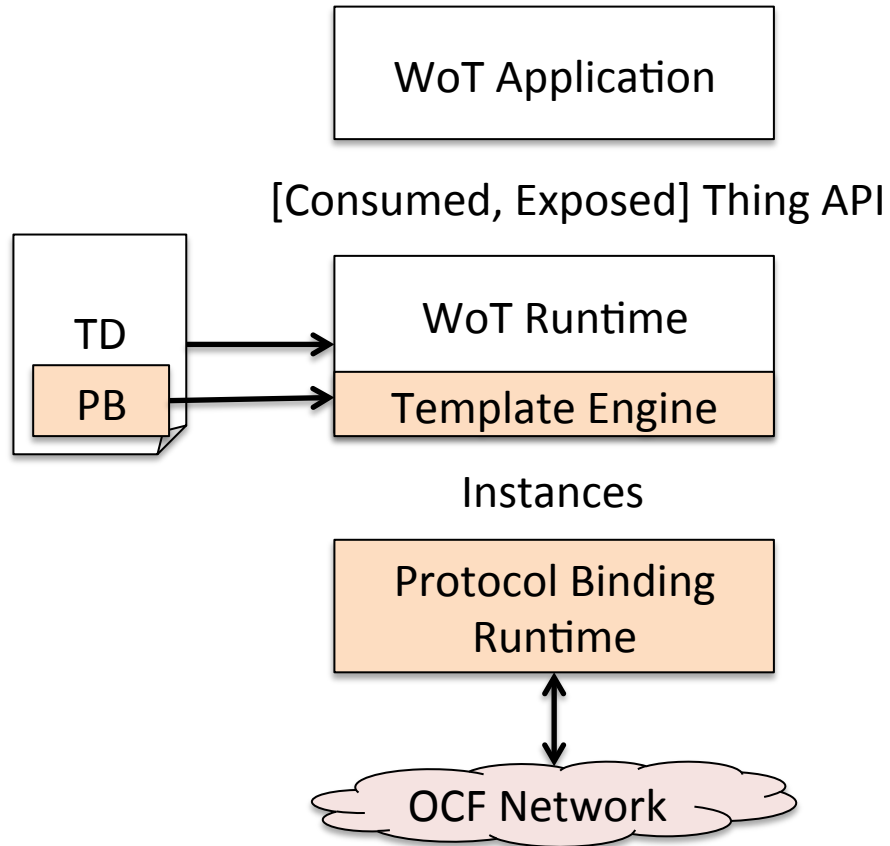 WoT Application
[Consumed, Exposed] Thing API
TD
PB
WoT Runtime
Template Engine
Instances
Protocol Binding
Runtime
OCF Network